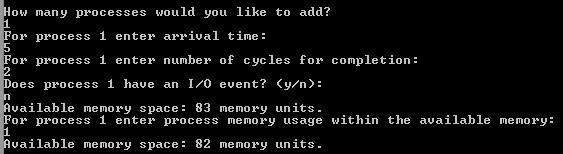 How many processes would you like to add?
1
For process 1 enter arrival time:
5
For process 1 enter number of cycles for completion:
2
Does process 1 have an I/O event? (y/n):
n
Available memory space: 83 memory units.
For process 1 enter process memory usage within the available memory:
1
Available memory space: 82 memory units.